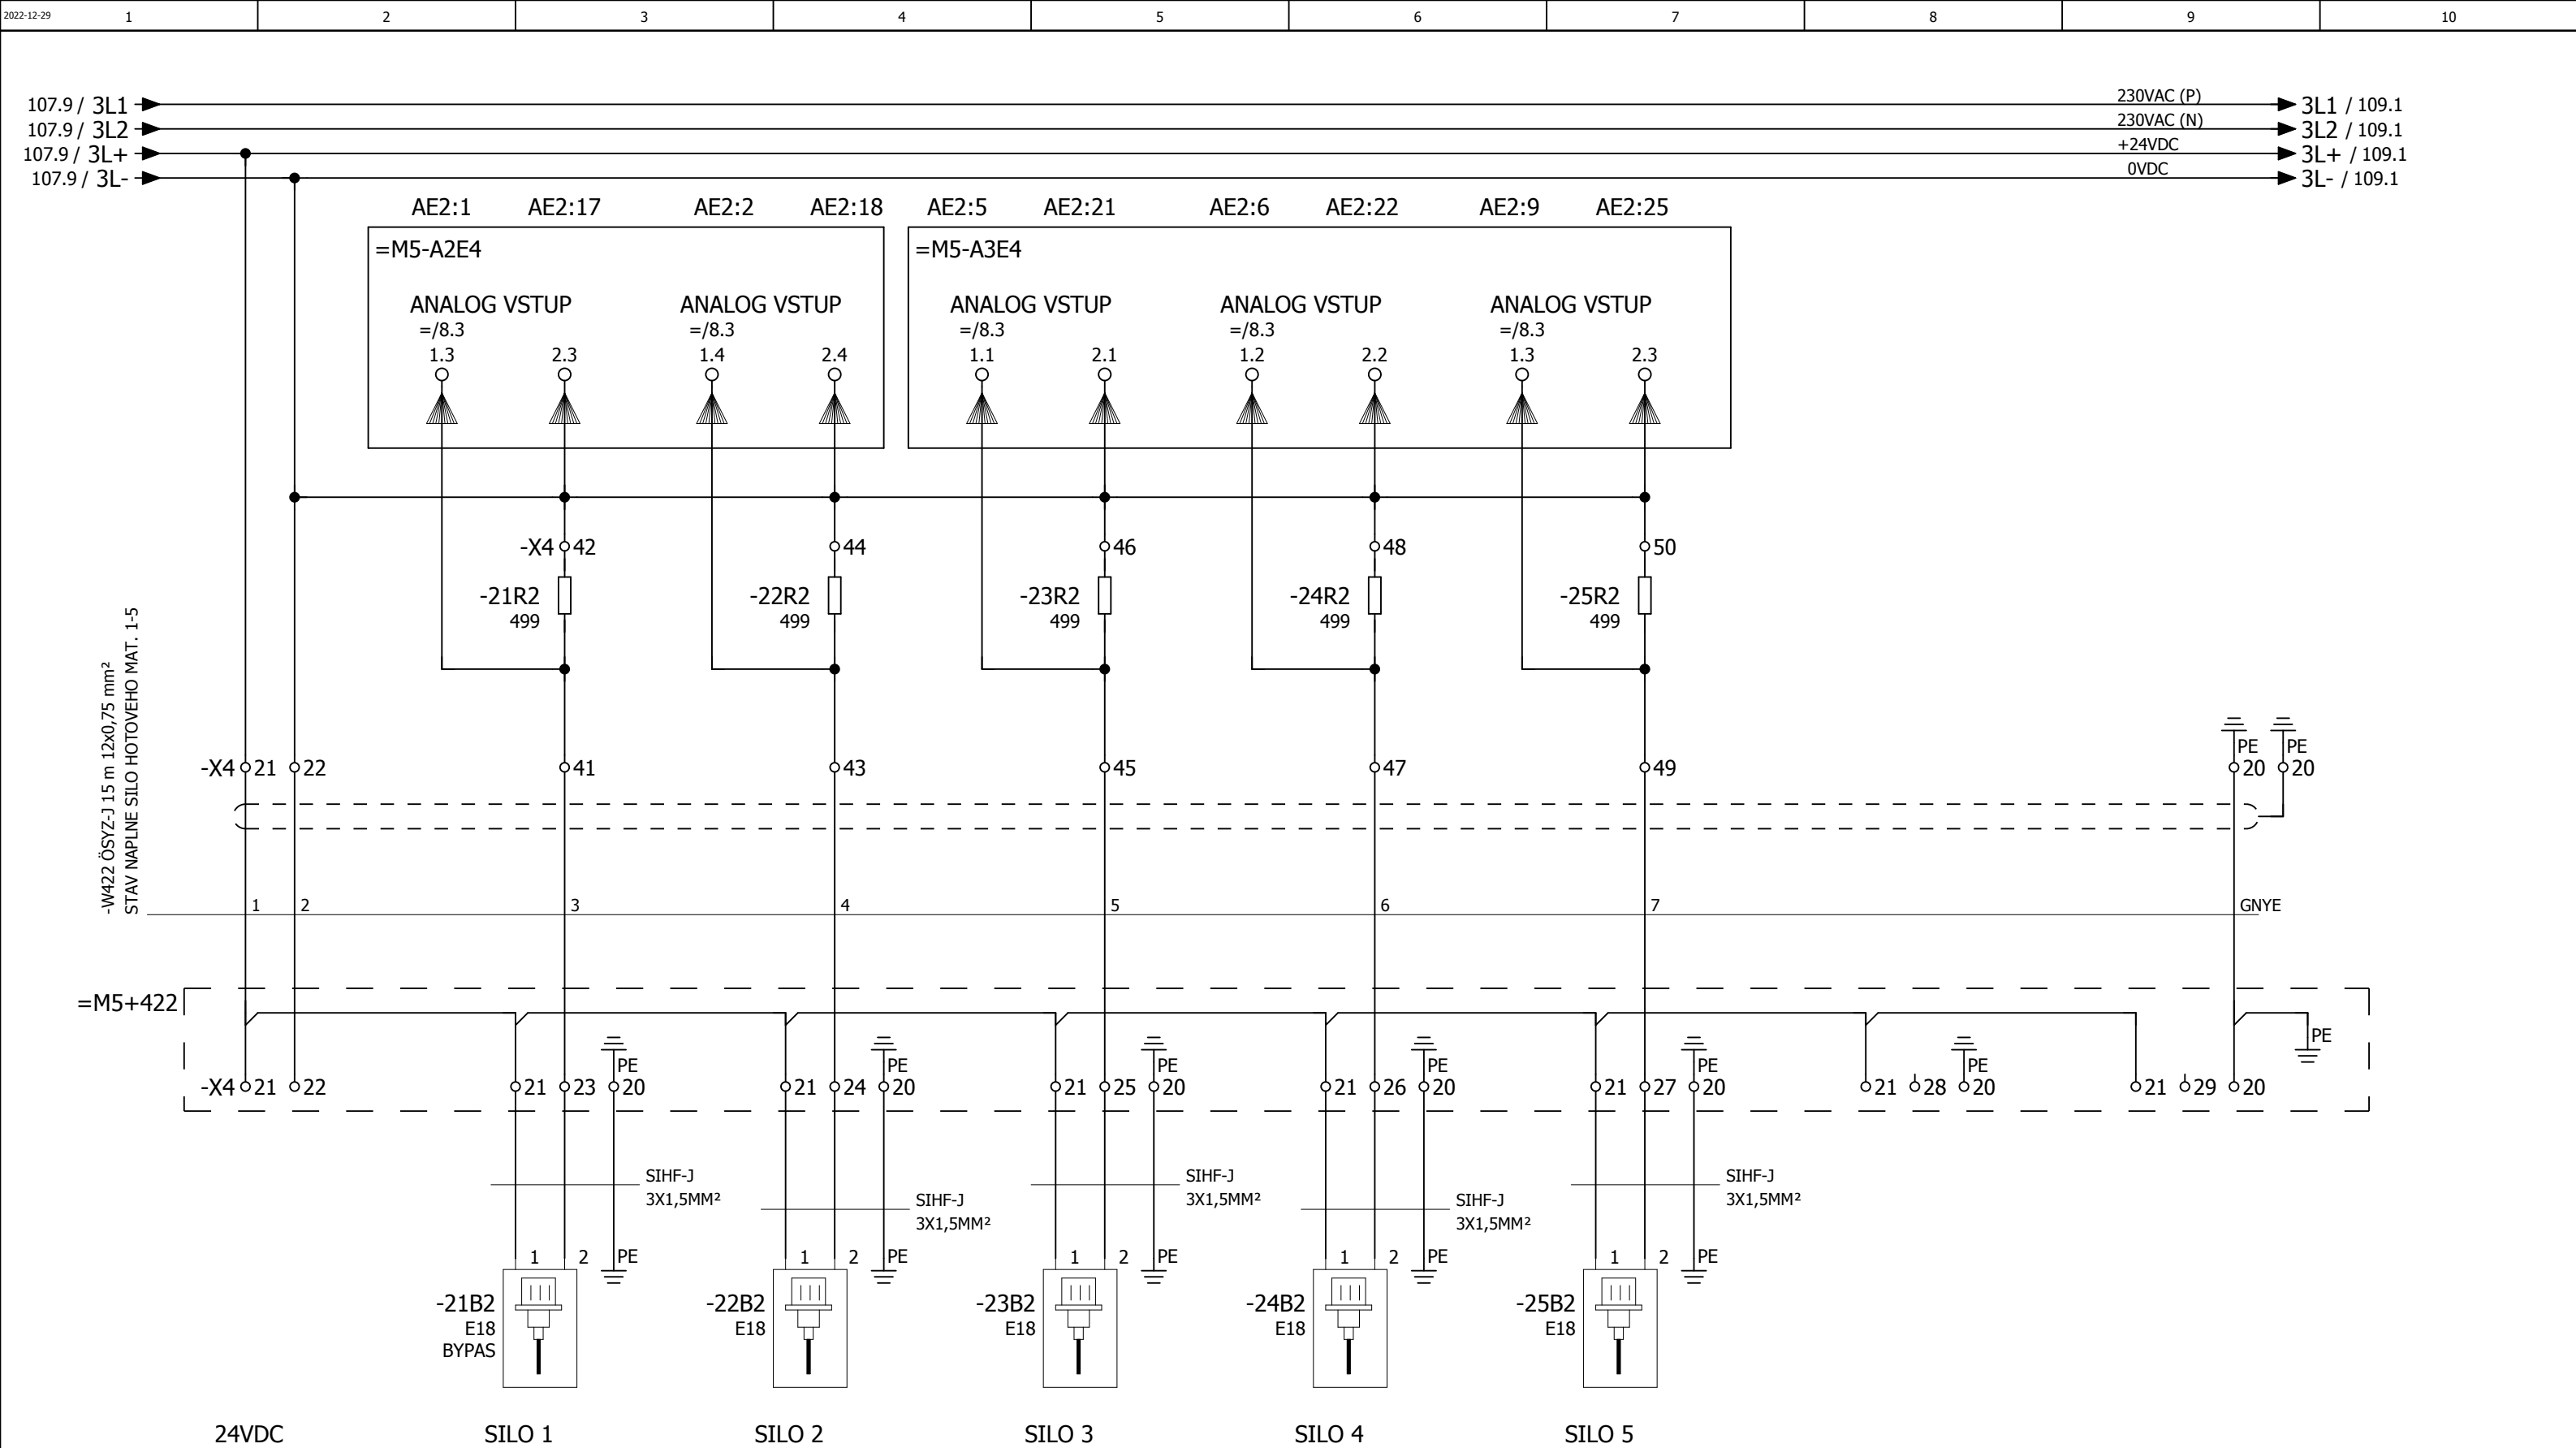 2022-12-29 1 2 3 4 5 6 7 8 9 10
107.9 / 3L1 230VAC (P) 3L1 / 109.1
107.9 / 3L2 230VAC (N) 3L2 / 109.1
107.9 / 3L+ +24VDC 3L+ / 109.1
107.9 / 3L- 0VDC 3L- / 109.1
AE2:1 AE2:17 AE2:2 AE2:18 AE2:5 AE2:21 AE2:6 AE2:22 AE2:9 AE2:25
=M5-A2E4 =M5-A3E4
ANALOG VSTUP ANALOG VSTUP ANALOG VSTUP ANALOG VSTUP ANALOG VSTUP
=/8.3 =/8.3 =/8.3 =/8.3 =/8.3
1.3 2.3 1.4 2.4 1.1 2.1 1.2 2.2 1.3 2.3
-X4 42 44 46 48 50
-21R2 -22R2 -23R2 -24R2 -25R2
499 499 499 499 499
-W422 ÖSYZ-J 15 m 12x0,75 mm²
STAV NAPLNE SILO HOTOVEHO MAT. 1-5
PE PE
-X4 21 22 41 43 45 47 49 20 20
1 2 3 4 5 6 7 GNYE
=M5+422
PE
PE PE PE PE PE PE
-X4 21 22 21 23 20 21 24 20 21 25 20 21 26 20 21 27 20 21 28 20 21 29 20
SIHF-J SIHF-J SIHF-J
3X1,5MM² 3X1,5MM² 3X1,5MM²
SIHF-J SIHF-J
3X1,5MM² 3X1,5MM²
1 2 PE 1 2 PE 1 2 PE 1 2 PE 1 2 PE
-21B2 -22B2 -23B2 -24B2 -25B2
E18 E18 E18 E18 E18
BYPAS
24VDC SILO 1 SILO 2 SILO 3 SILO 4 SILO 5